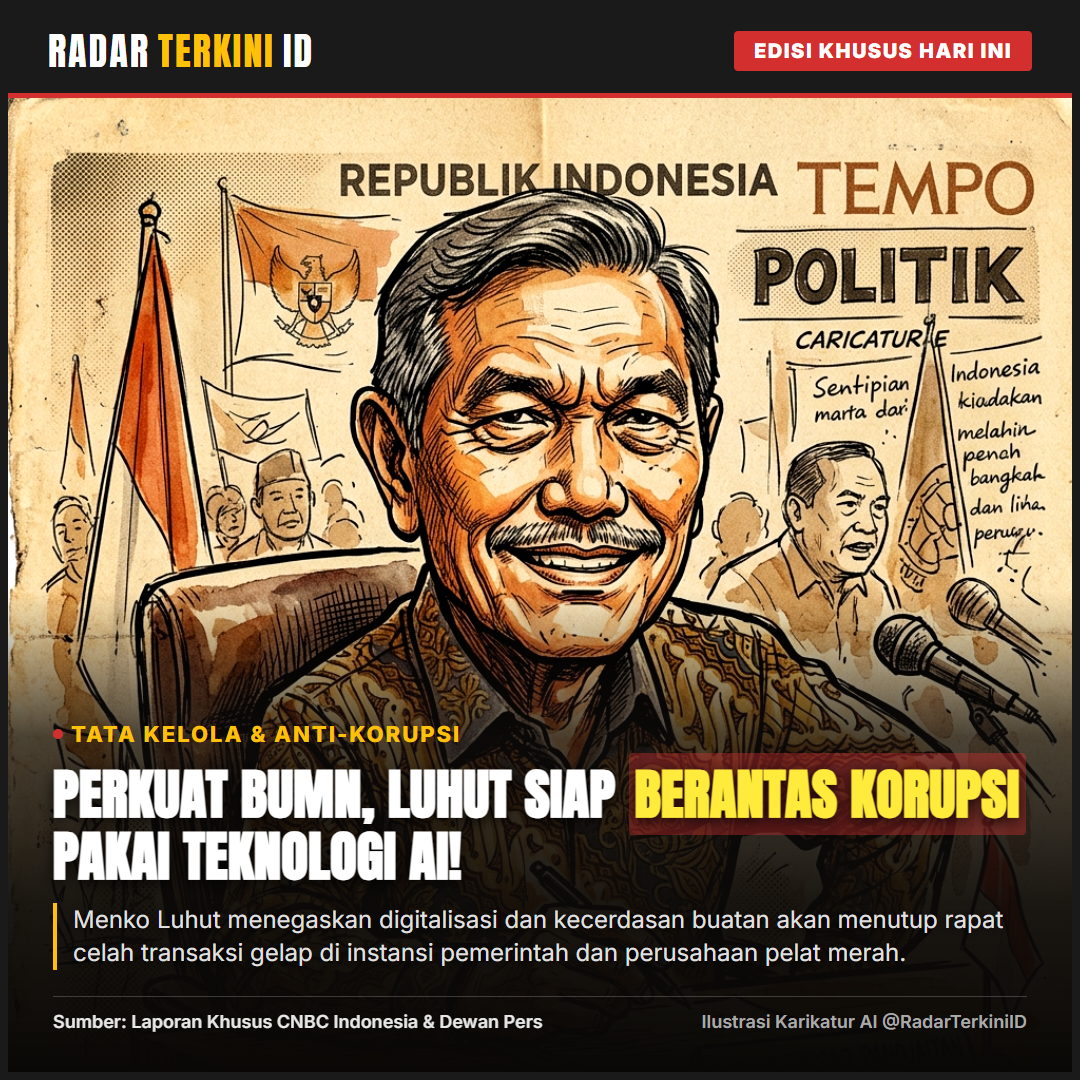 RADAR TERKINI ID
EDISI KHUSUS HARI INI
REPUBLIK INDONESIA
TEMPO
POLITIK
CARICATUR E
Sentipian
marta dar
Indonesia
kiadakan
melahin
penah
bangkah
dan liha.
TATA KELOLA & ANTI-KORUPSI
PERKUAT BUMN, LUHUT SIAP BERANTAS KORUPSI
PAKAI TEKNOLOGI AI!
Menko Luhut menegaskan digitalisasi dan kecerdasan buatan akan menutup rapat
celah transaksi gelap di instansi pemerintah dan perusahaan pelat merah.
Sumber: Laporan Khusus CNBC Indonesia & Dewan Pers
Ilustrasi Karikatur AI @RadarTerkiniID